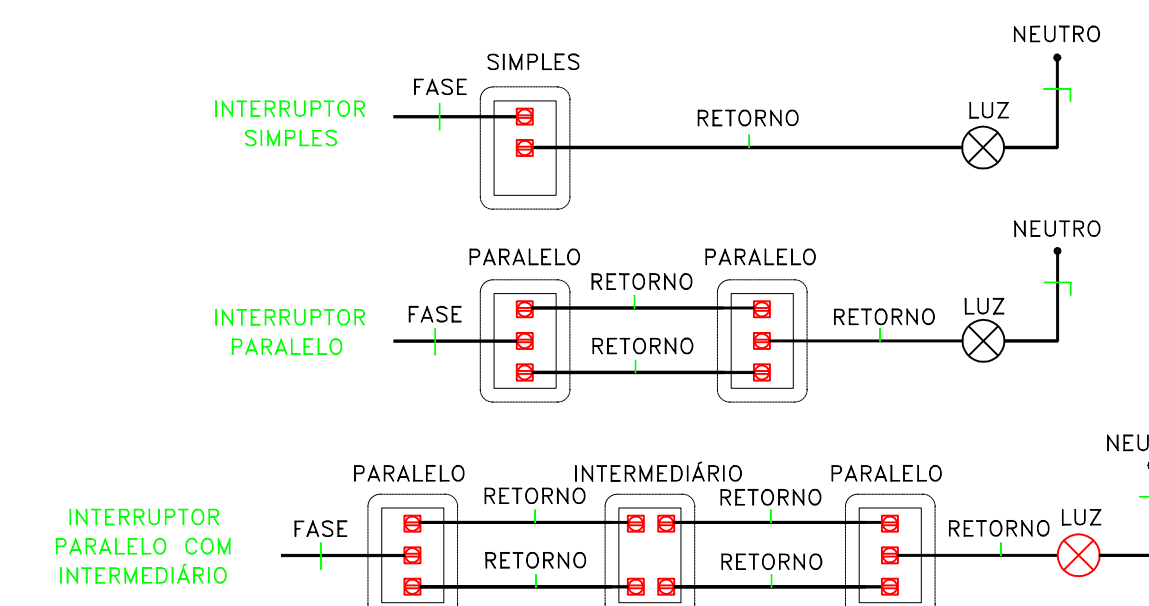 NEUTRO
SIMPLES
FASE
INTERRUPTOR
SIMPLES
RETORNO
LUZ
NEUTRO
PARALELO
PARALELO
RETORNO
INTERRUPTOR
PARALELO
FASE
RETORNO
RETORNO
LUZ
NEU
PARALELO
INTERMEDIÁRIO
PARALELO
RETORNO
RETORNO
INTERRUPTOR
PARALELO COM
INTERMEDIÁRIO
FASE
RETORNO
RETORNO
RETORNO
LUZ